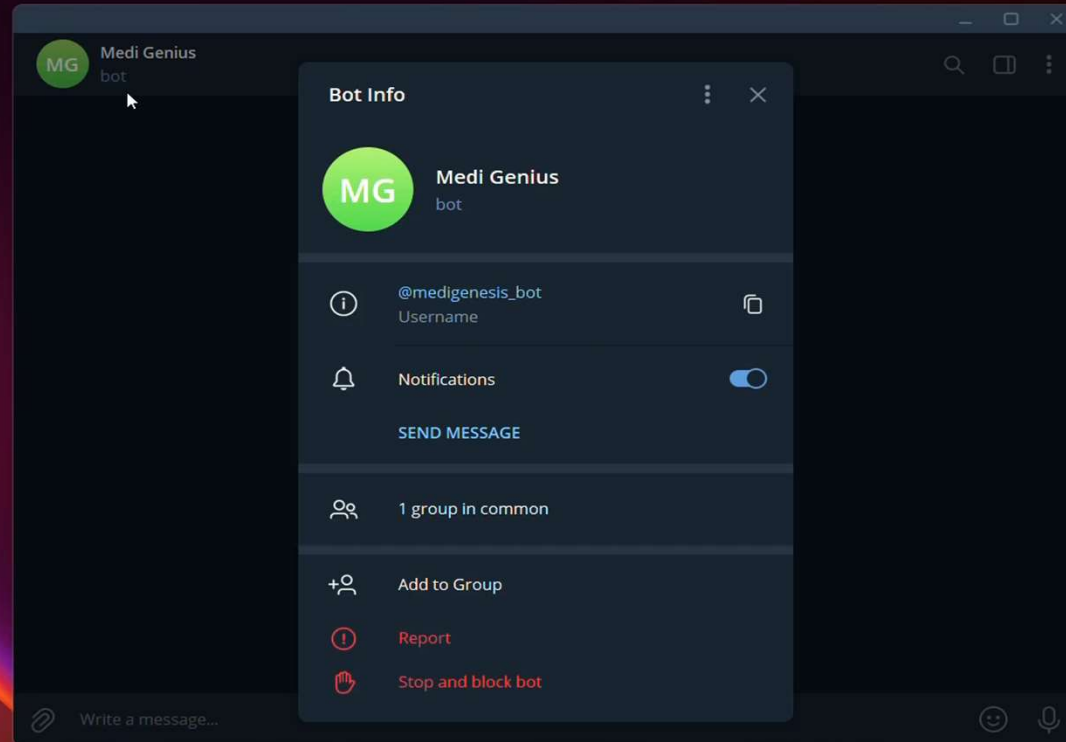 MG
Medi Genius
bot
Bot Info
MG
Medi Genius
bot
@medigenesis_bot
Username
Notifications
SEND MESSAGE
1 group in common
Add to Group
Report
Stop and block bot
Write a message...